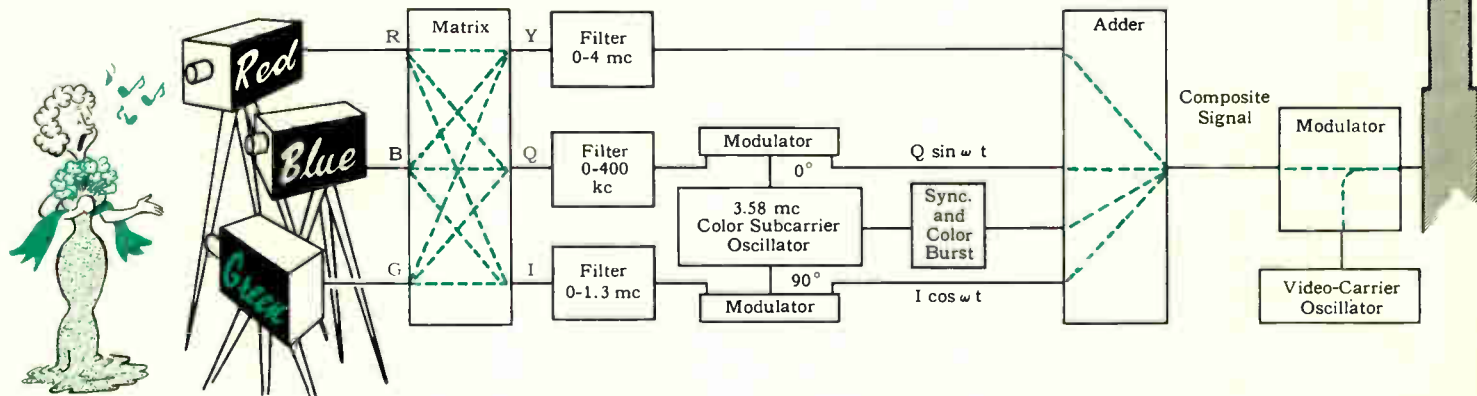 Red
Blue
Green
R
B
G
Matrix
Y
Q
I
Filter
0-4 mc
Filter
0-400
kc
Filter
0-1.3 mc
Modulator
0°
3.58 mc
Color Subcarrier
Oscillator
90°
Modulator
Q sin ω t
Sync.
and
Color
Burst
I cos ω t
Adder
Composite
Signal
Modulator
Video-Carrier
Oscillator